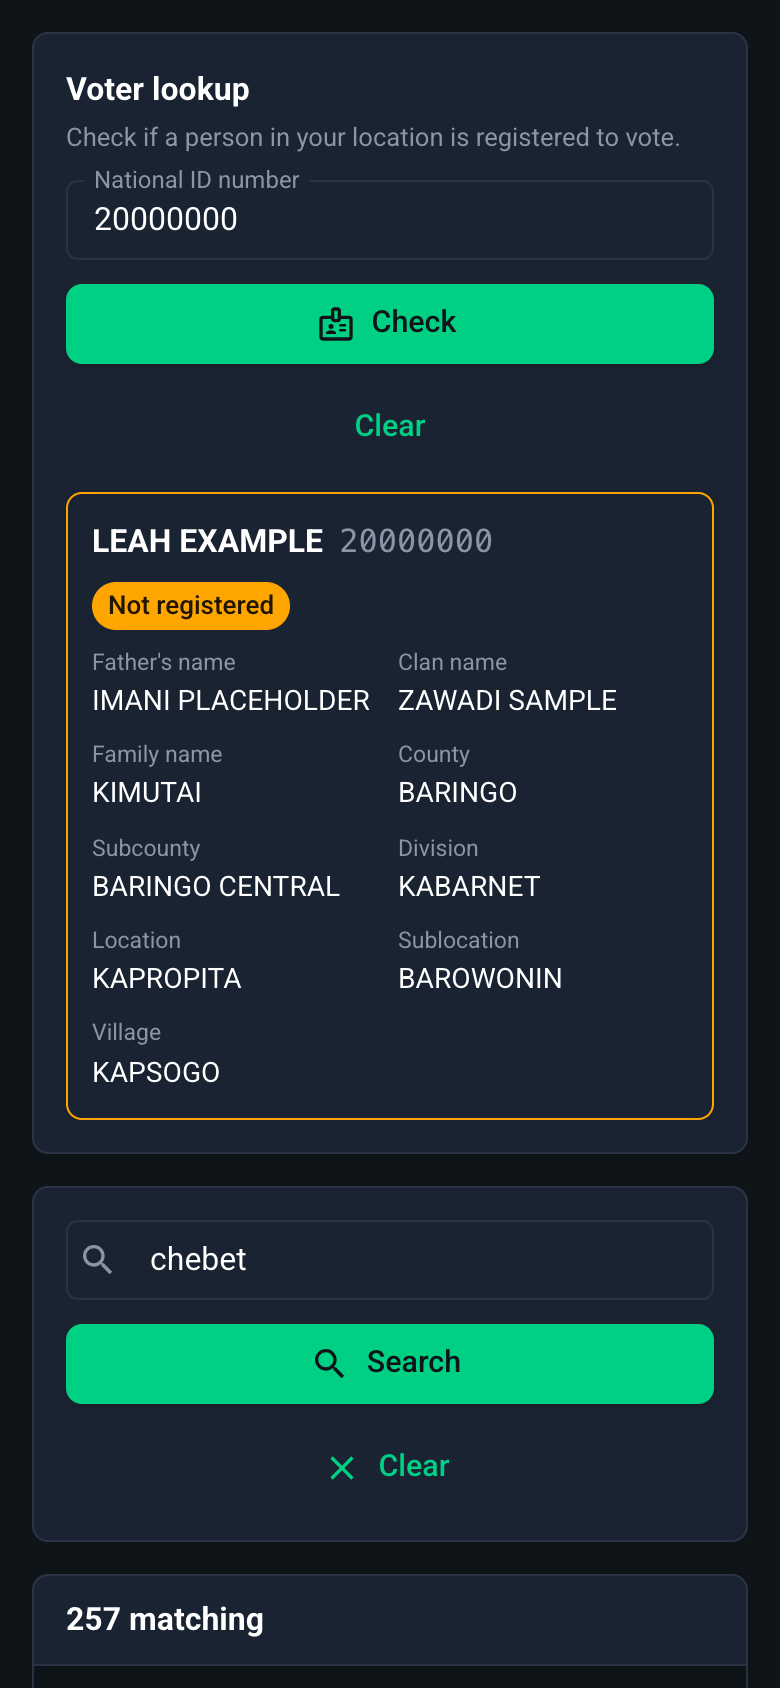 Voter lookup
Check if a person in your location is registered to vote.
National ID number
20000000
Check
Clear
LEAH EXAMPLE 20000000
Not registered
Father's name Clan name
IMANI PLACEHOLDER ZAWADI SAMPLE
Family name County
KIMUTAI BARINGO
Subcounty Division
BARINGO CENTRAL KABARNET
Location Sublocation
KAPROPITA BAROWONIN
Village
KAPSOGO
chebet
Search
Clear
257 matching